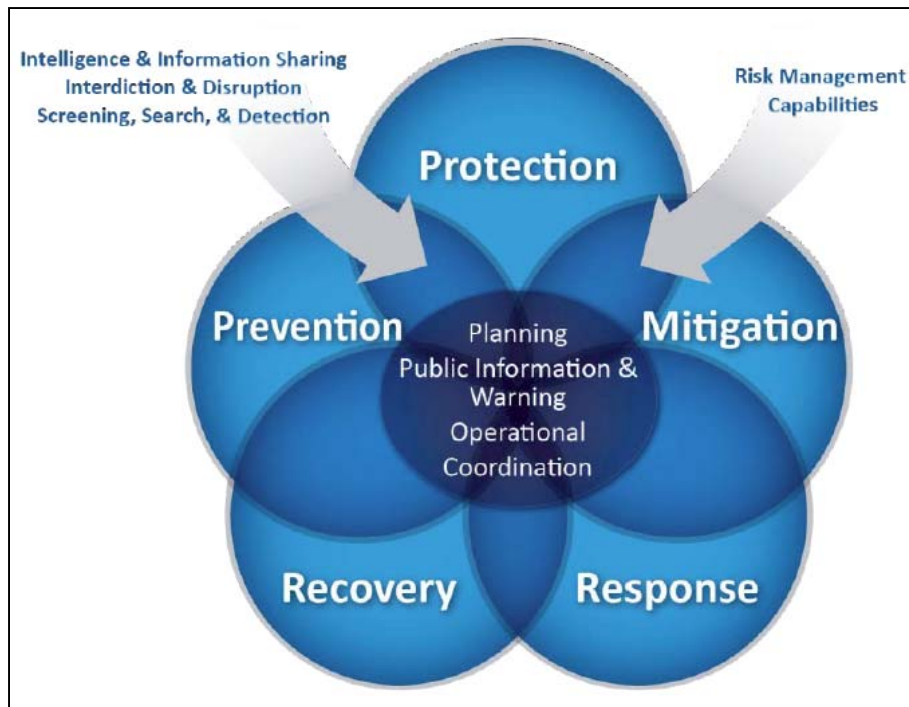 Intelligence & Information Sharing
Interdiction & Disruption
Screening, Search, & Detection
Risk Management
Capabilities
Protection
Prevention
Mitigation
Planning
Public Information &
Warning
Operational
Coordination
Recovery
Response